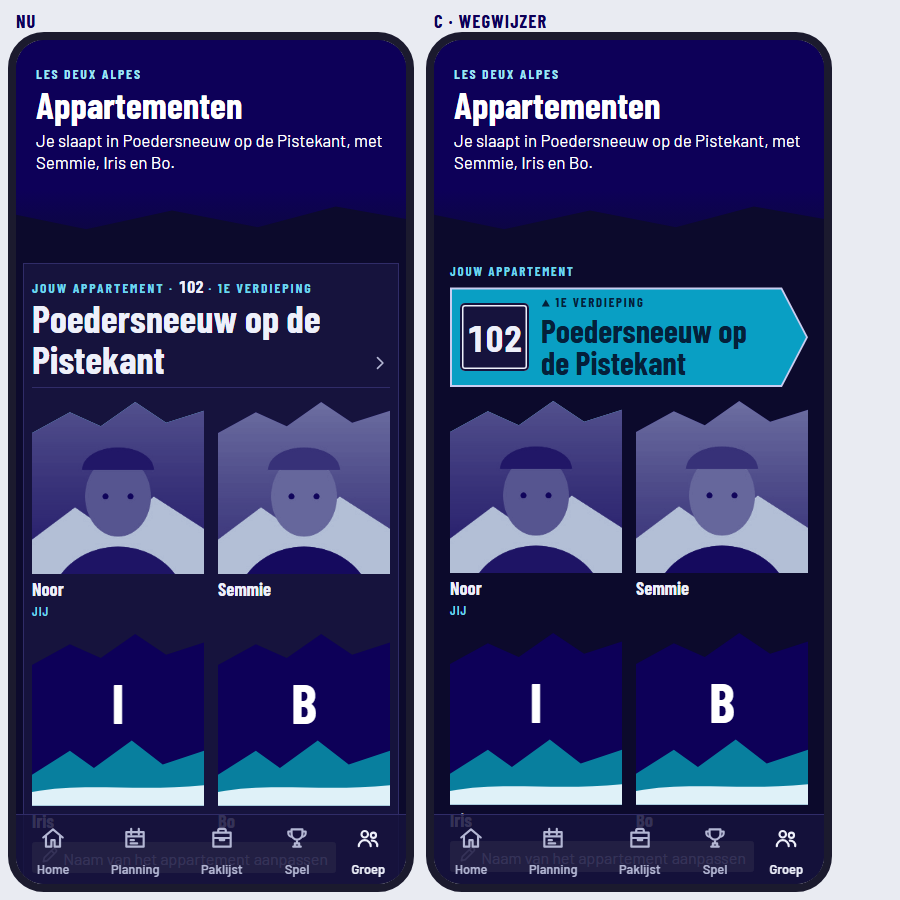 NU
LES DEUX ALPES
Appartementen
Je slaapt in Poedersneeuw op de Pistekant, met
Semmie, Iris en Bo.
JOUW APPARTEMENT · 102 · 1E VERDIEPING
Poedersneeuw op de
Pistekant
Noor
JIJ
Semmie
I
B
Iris
Bo
Naam van het appartement aanpassen
Home
Planning
Paklijst
Spel
Groep
C · WEGWIJZER
LES DEUX ALPES
Appartementen
Je slaapt in Poedersneeuw op de Pistekant, met
Semmie, Iris en Bo.
JOUW APPARTEMENT
102
▲ 1E VERDIEPING
Poedersneeuw op
de Pistekant
Noor
JIJ
Semmie
I
B
Iris
Bo
Naam van het appartement aanpassen
Home
Planning
Paklijst
Spel
Groep